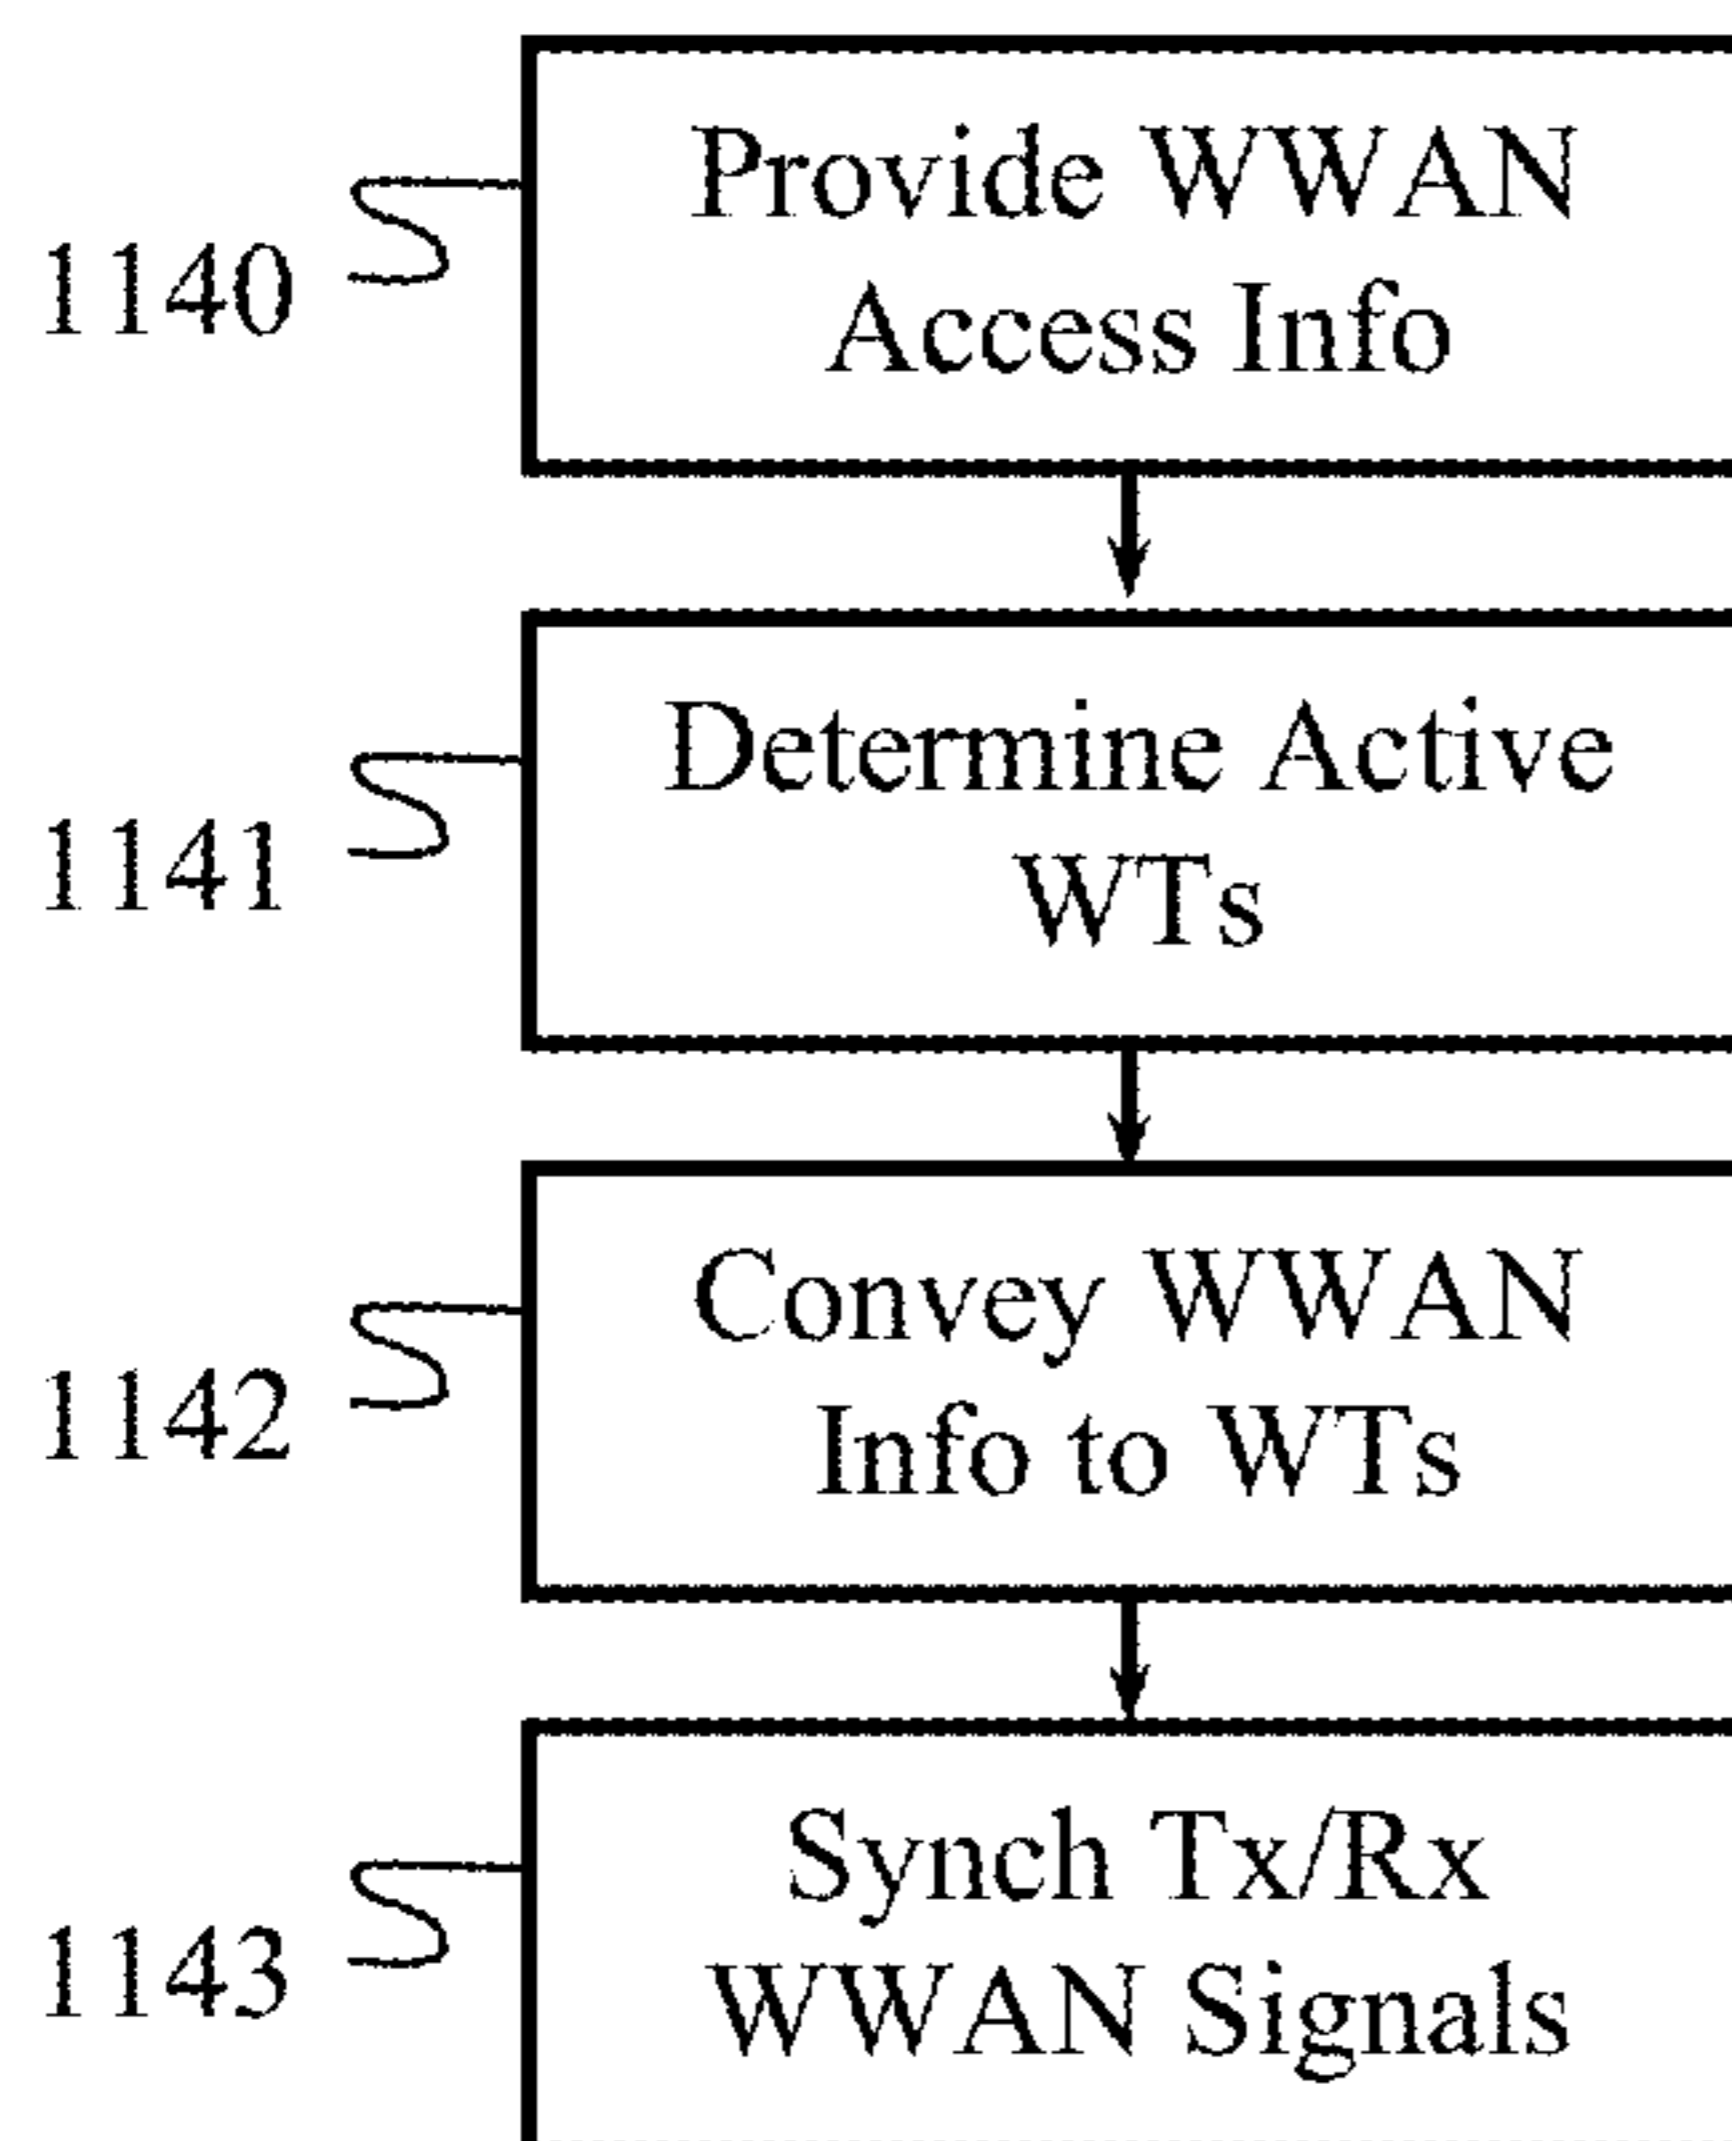 1140
Provide WWAN
Access Info
1141
Determine Active
WTs
1142
Convey WWAN
Info to WTs
1143
Synch Tx/Rx
WWAN Signals